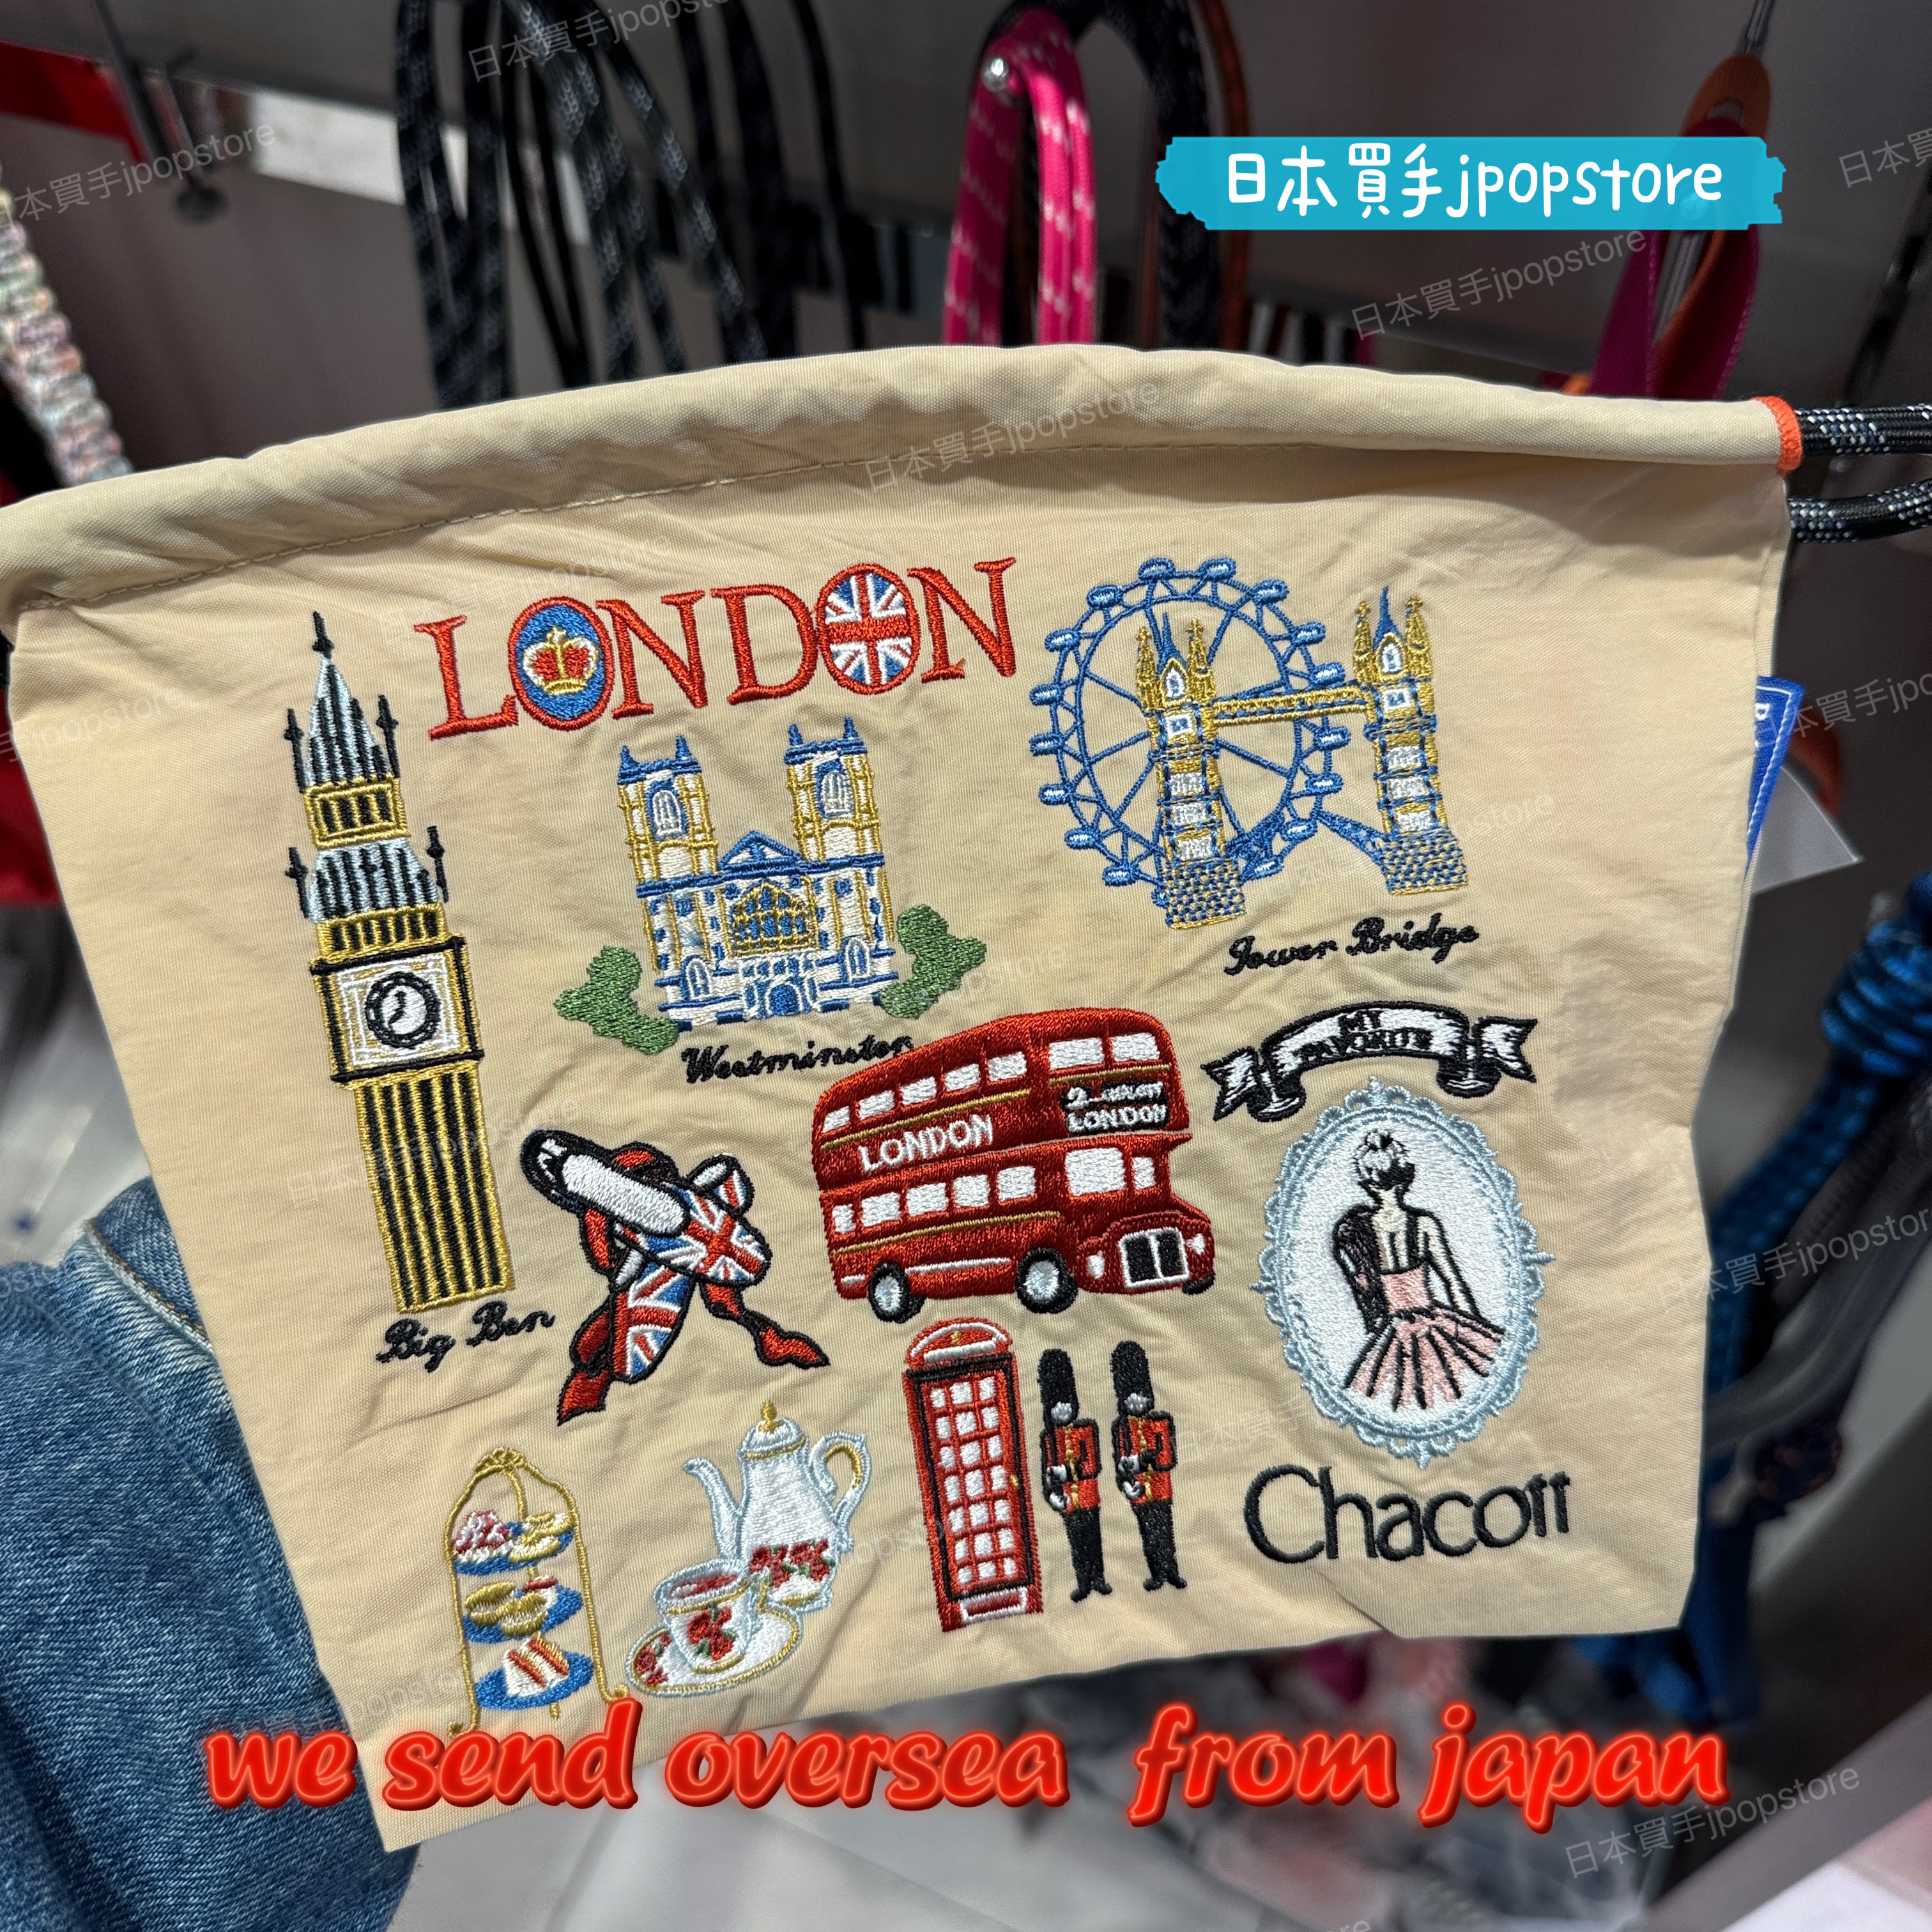 日本買手jpopstore
LONDON
Tower Bridge
Westminster
MY
FAVORITE
LONDON
LONDON
Big Ben
Chacott
we send oversea from japan